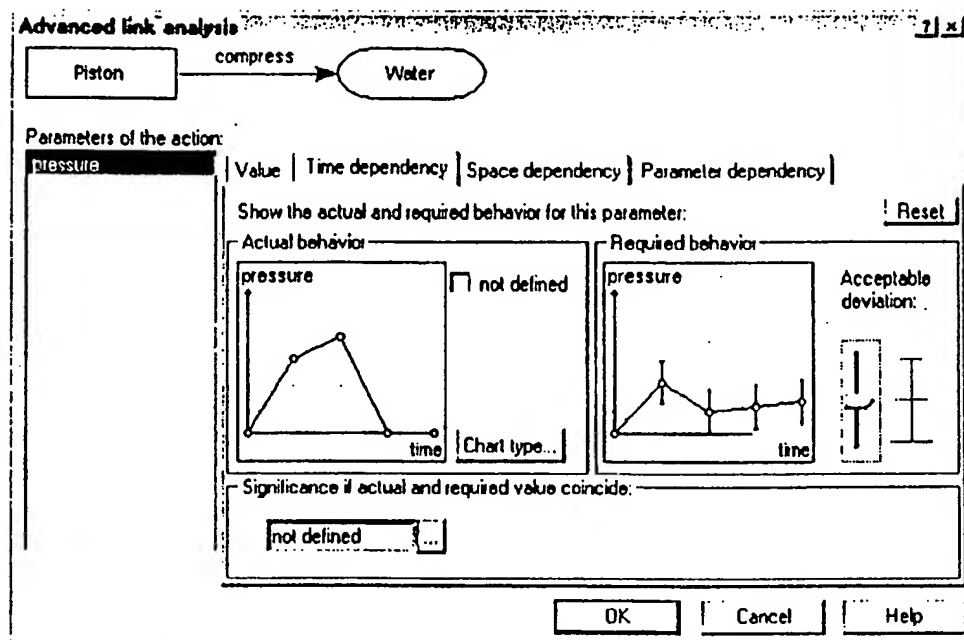 Advanced link analysis
? x
Piston
compress
Water
Parameters of the action:
pressure
Value
Time dependency
Space dependency
Parameter dependency
Show the actual and required behavior for this parameter:
Reset
Actual behavior
pressure
not defined
time
Chart type...
Required behavior
pressure
time
Acceptable
deviation:
Significance if actual and required value coincide:
not defined
...
OK
Cancel
Help